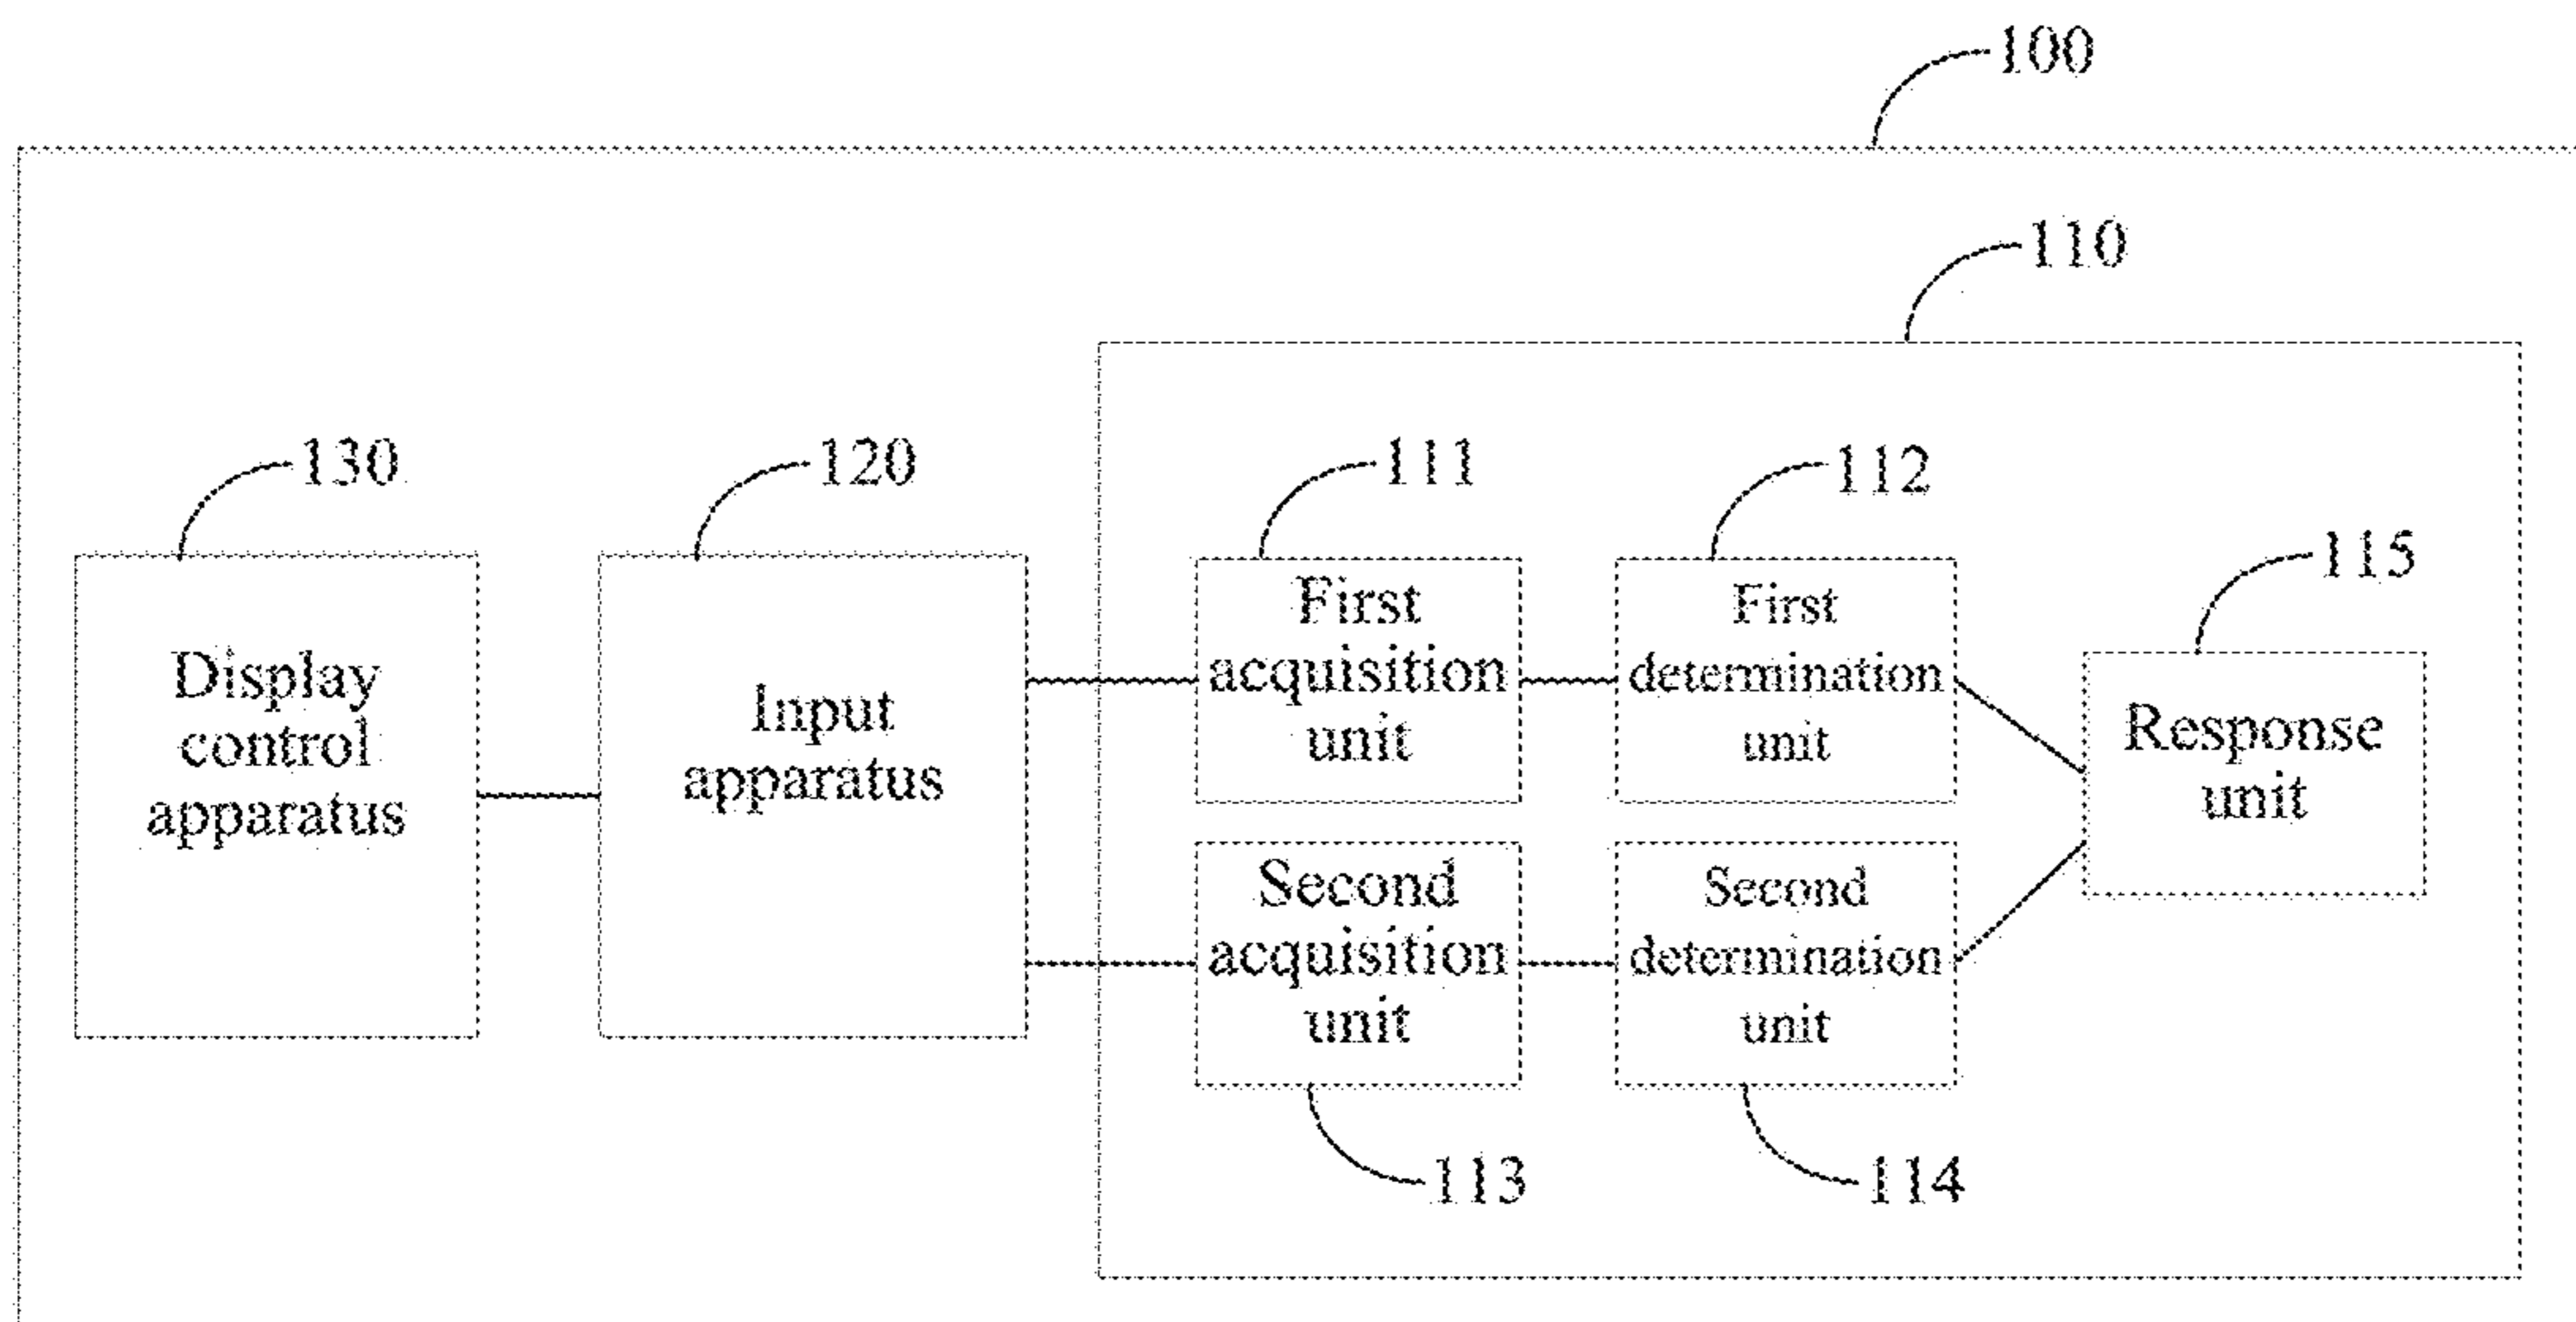 100
110
130
120
111
112
115
Display
control
apparatus
Input
apparatus
First
acquisition
unit
First
determination
unit
Response
unit
Second
acquisition
unit
Second
determination
unit
113
114